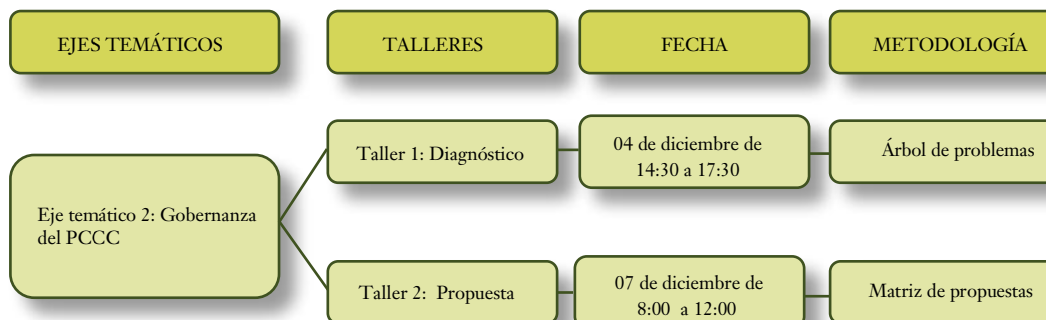 EJES TEMÁTICOS
TALLERES
FECHA
METODOLOGÍA
Eje temático 2: Gobernanza
del PCCC
Taller 1: Diagnóstico
04 de diciembre de
14:30 a 17:30
Árbol de problemas
Taller 2: Propuesta
07 de diciembre de
8:00 a 12:00
Matriz de propuestas